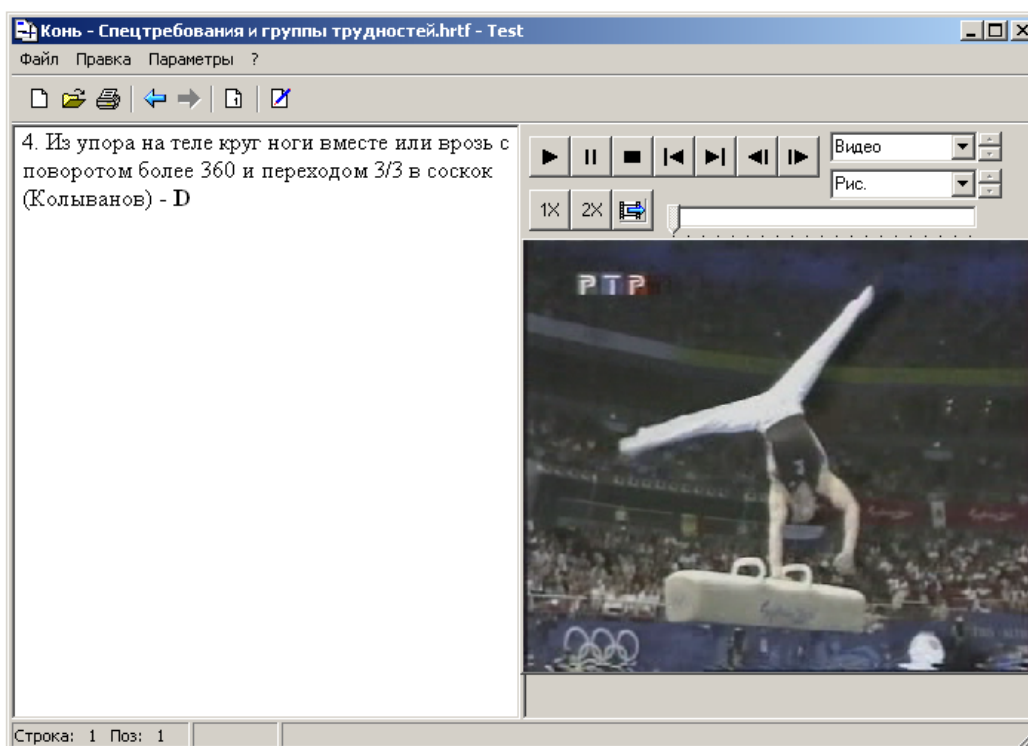 Конь - Спецтребования и группы трудностей.hrtf - Test
Файл Правка Параметры ?
4. Из упора на теле круг ноги вместе или врозь с
поворотом более 360 и переходом 3/3 в соскок
(Колыванов) - D
Видео
Рис.
1X 2X
РТР
Строка: 1 Поз: 1